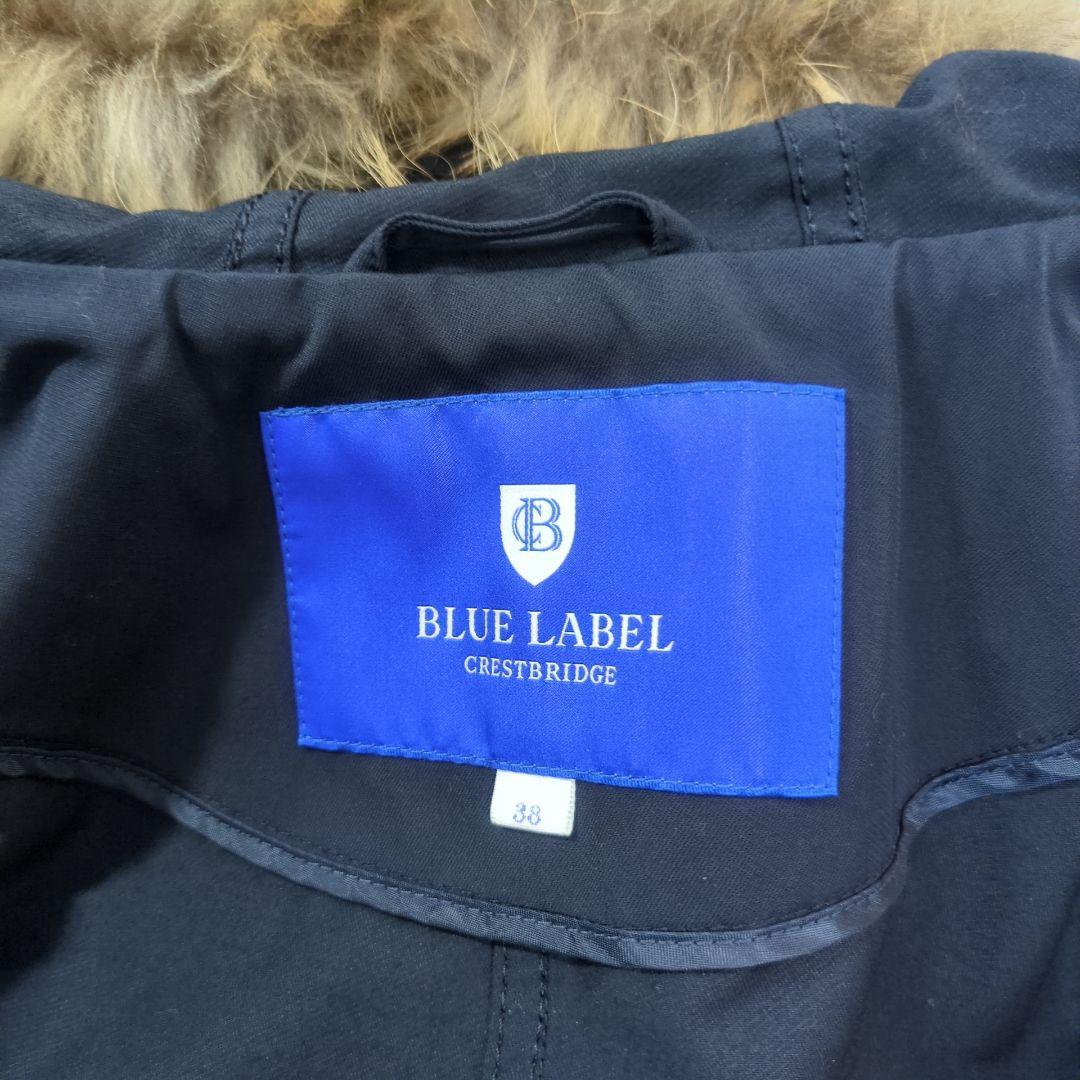 CB
BLUE LABEL
CRESTBRIDGE
38